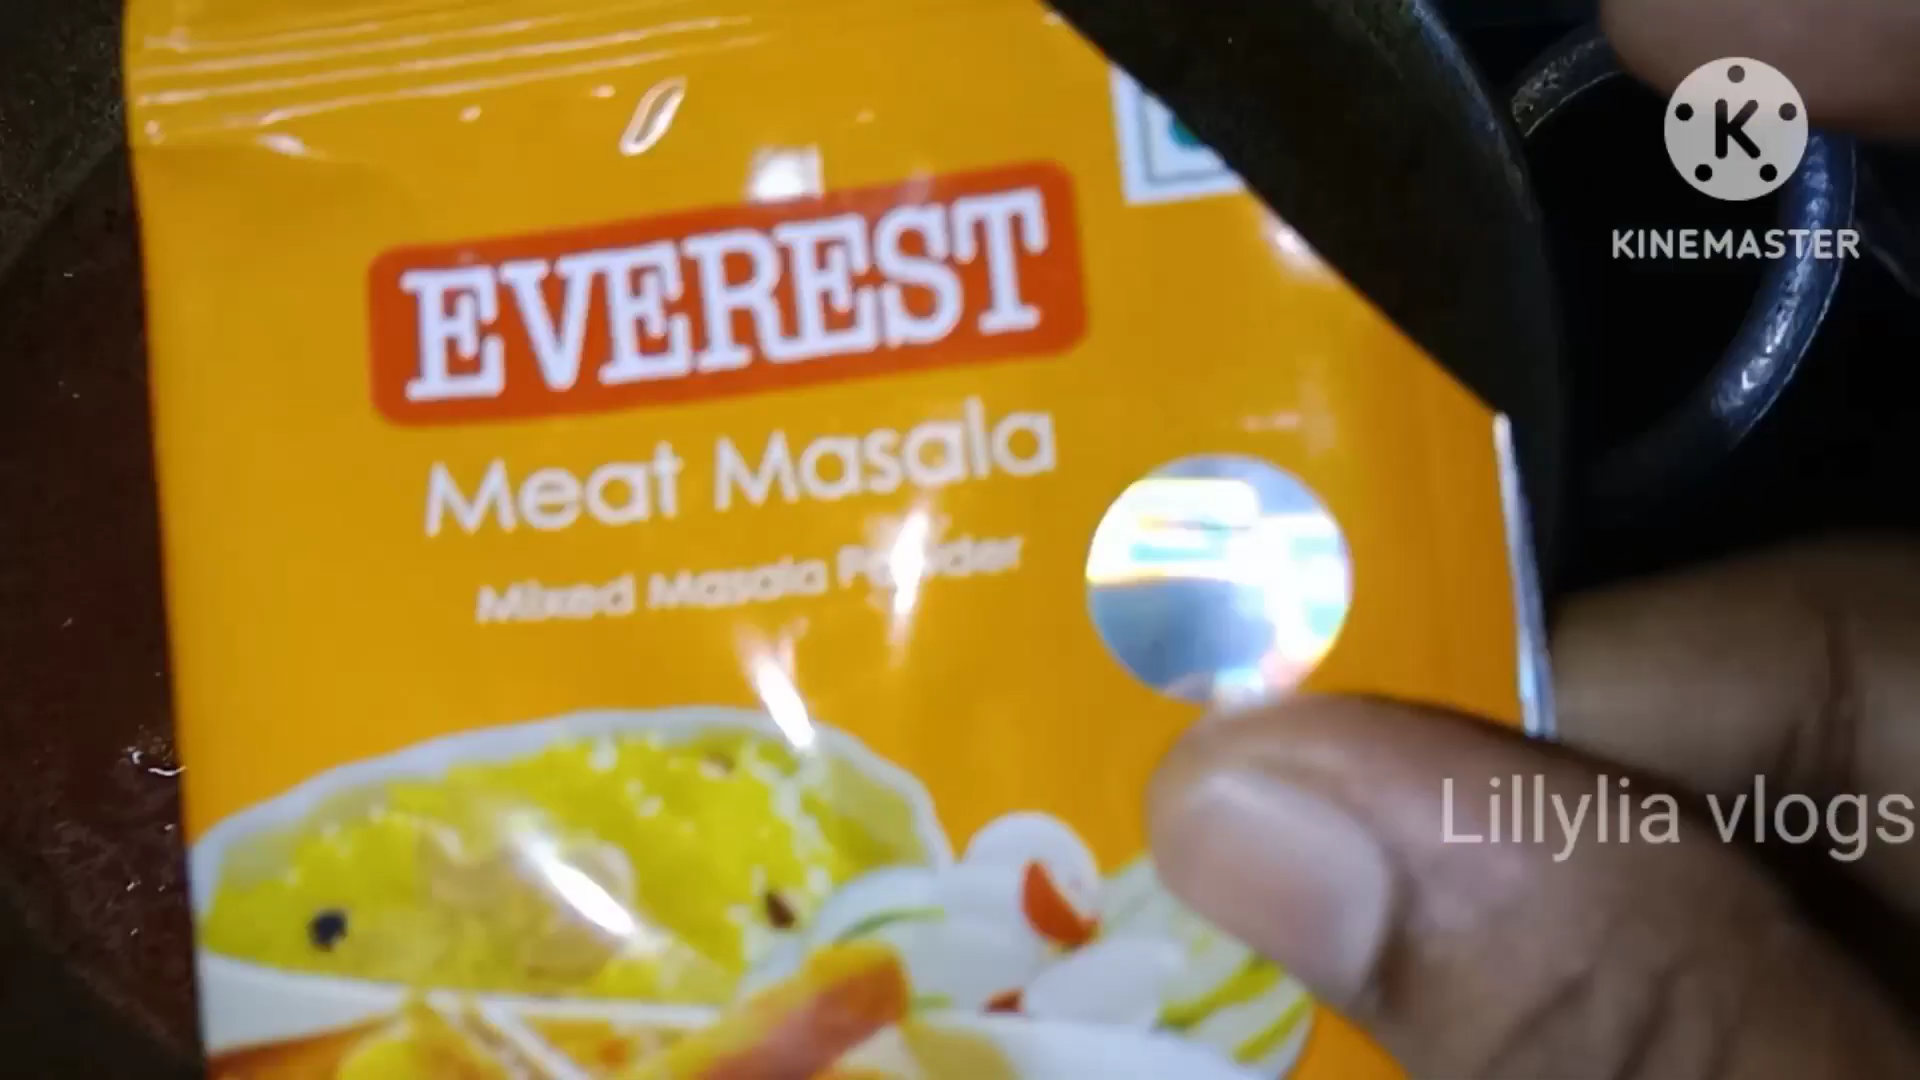 K
KINEMASTER
EVEREST
Meat Masala
Mixed Masala Powder
Lillylia vlogs